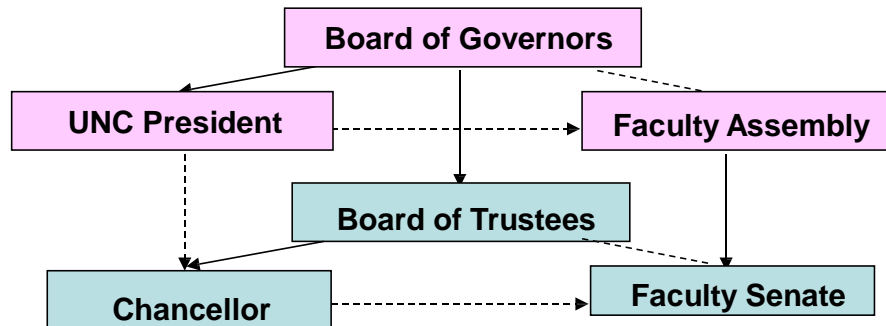 Board of Governors
UNC President
Faculty Assembly
Board of Trustees
Chancellor
Faculty Senate